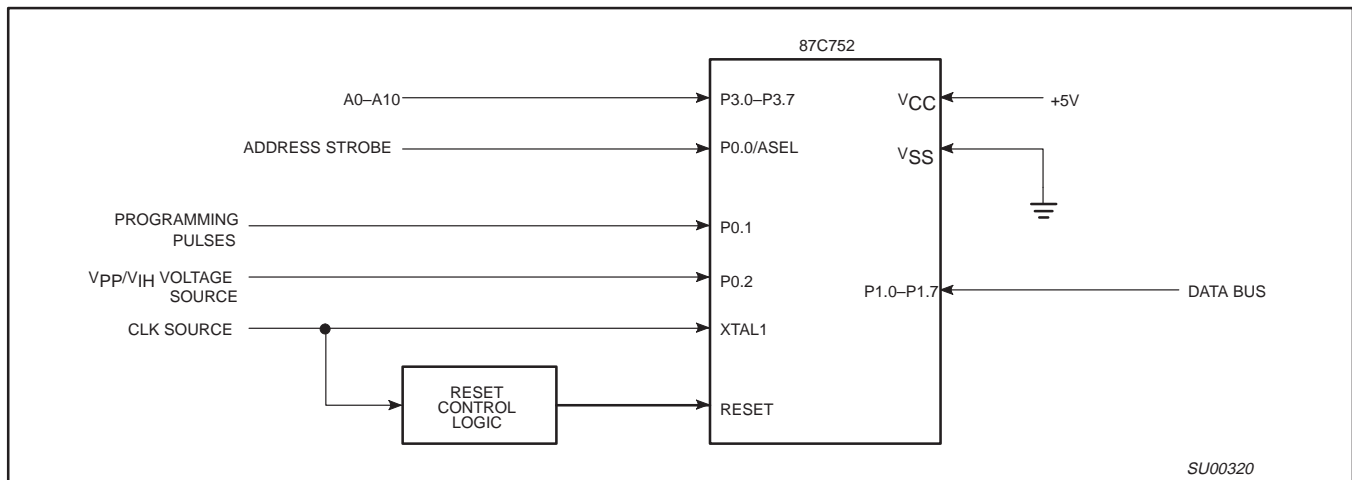 87C752
A0–A10
P3.0–P3.7
VCC
+5V
ADDRESS STROBE
P0.0/ASEL
VSS
PROGRAMMING
PULSES
P0.1
VPP/VIH VOLTAGE
SOURCE
P0.2
P1.0–P1.7
DATA BUS
CLK SOURCE
XTAL1
RESET
CONTROL
LOGIC
RESET
SU00320